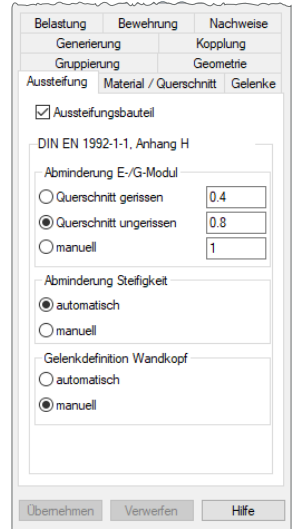 Belastung Bewehrung Nachweise
Generierung Kopplung
Gruppierung Geometrie
Aussteifung Material / Querschnitt Gelenke
Aussteifungsbauteil
DIN EN 1992-1-1, Anhang H
Abminderung E-/G-Modul
Querschnitt gerissen 0.4
Querschnitt ungerissen 0.8
manuell 1
Abminderung Steifigkeit
automatisch
manuell
Gelenkdefinition Wandkopf
automatisch
manuell
Übernehmen Verwerfen Hilfe